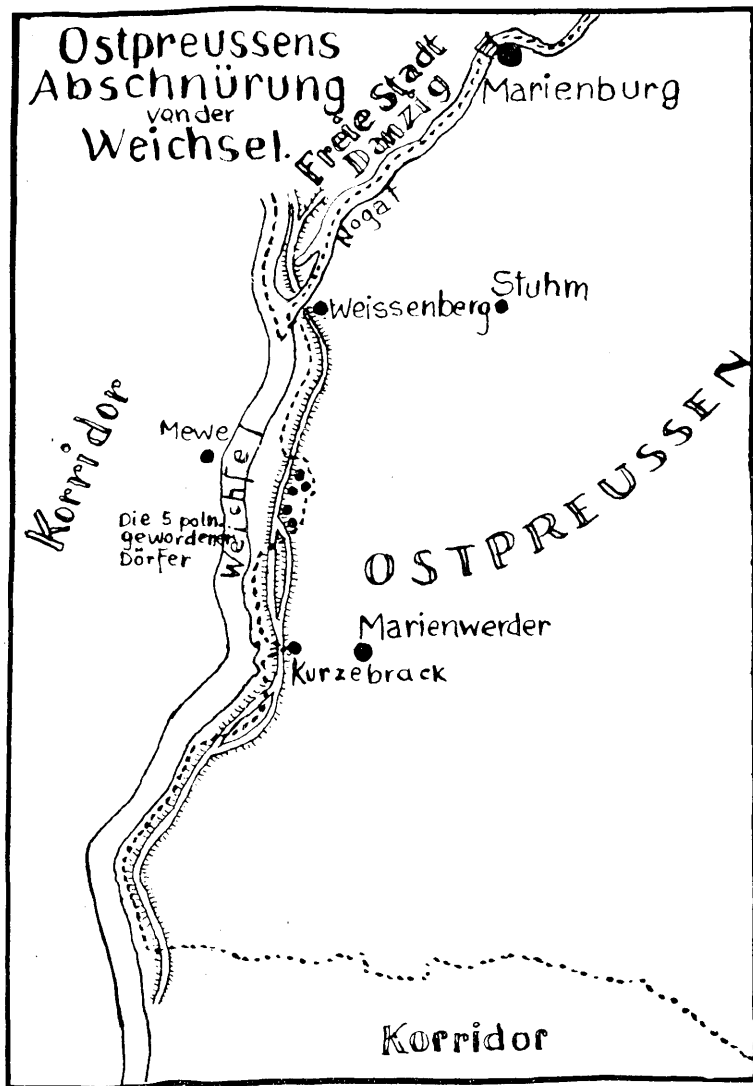 Ostpreussens
Abschnürung
von der
Weichsel.
Freie Stadt
Danzig
Marienburg
Nogat
Weissenberg
Stuhm
Korridor
Mewe
Weichsel
Die 5 poln.
gewordenen
Dörfer
OSTPREUSSEN
Marienwerder
Kurzebrack
Korridor